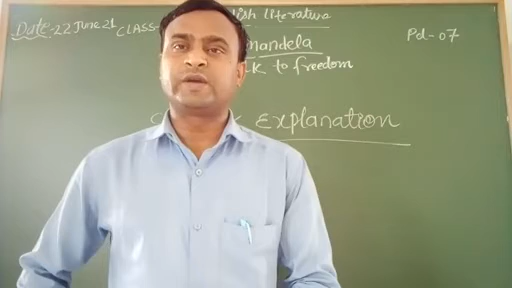 Date-22 June 21 CLASS- lish Literature Pd-07
mandela
K to freedom
Explanation